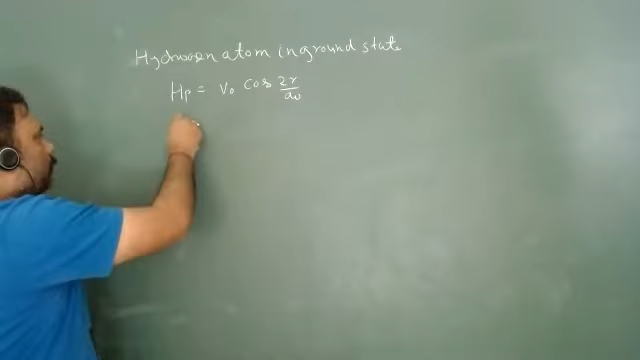 Hydrogen atom in ground state
Hp = V₀ cos 2r/a₀